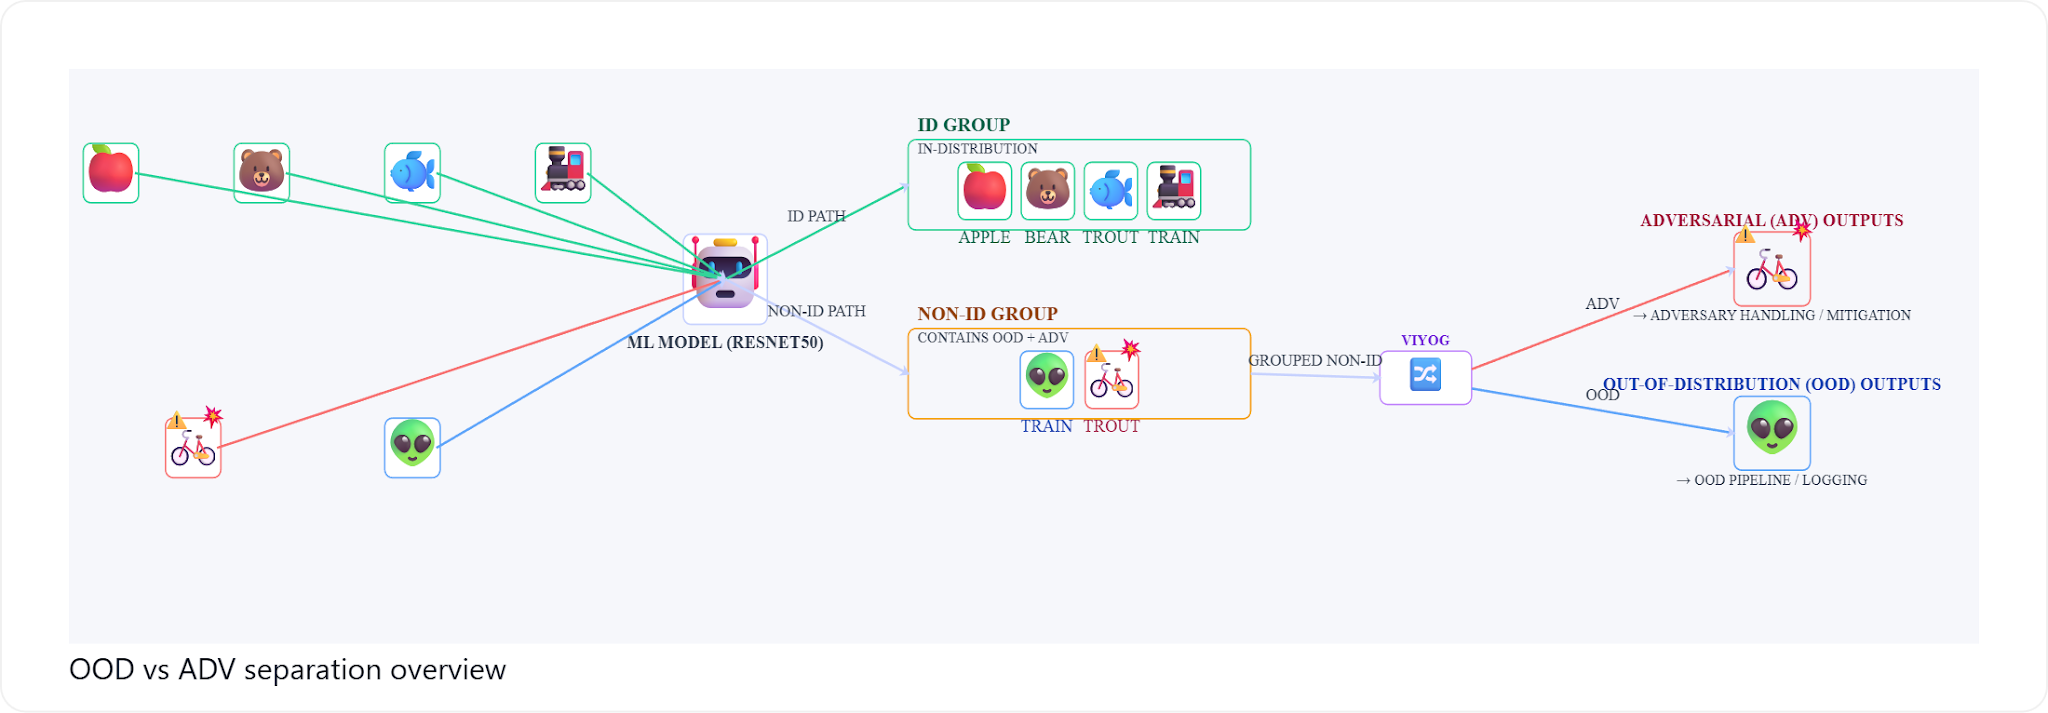 ID GROUP
IN-DISTRIBUTION
APPLE BEAR TROUT TRAIN
ID PATH
ML MODEL (RESNET50)
NON-ID PATH
NON-ID GROUP
CONTAINS OOD + ADV
TRAIN TROUT
GROUPED NON-ID
VIYOG
ADV
ADVERSARIAL (ADV) OUTPUTS
→ ADVERSARY HANDLING / MITIGATION
OUT-OF-DISTRIBUTION (OOD) OUTPUTS
OOD
→ OOD PIPELINE / LOGGING
OOD vs ADV separation overview